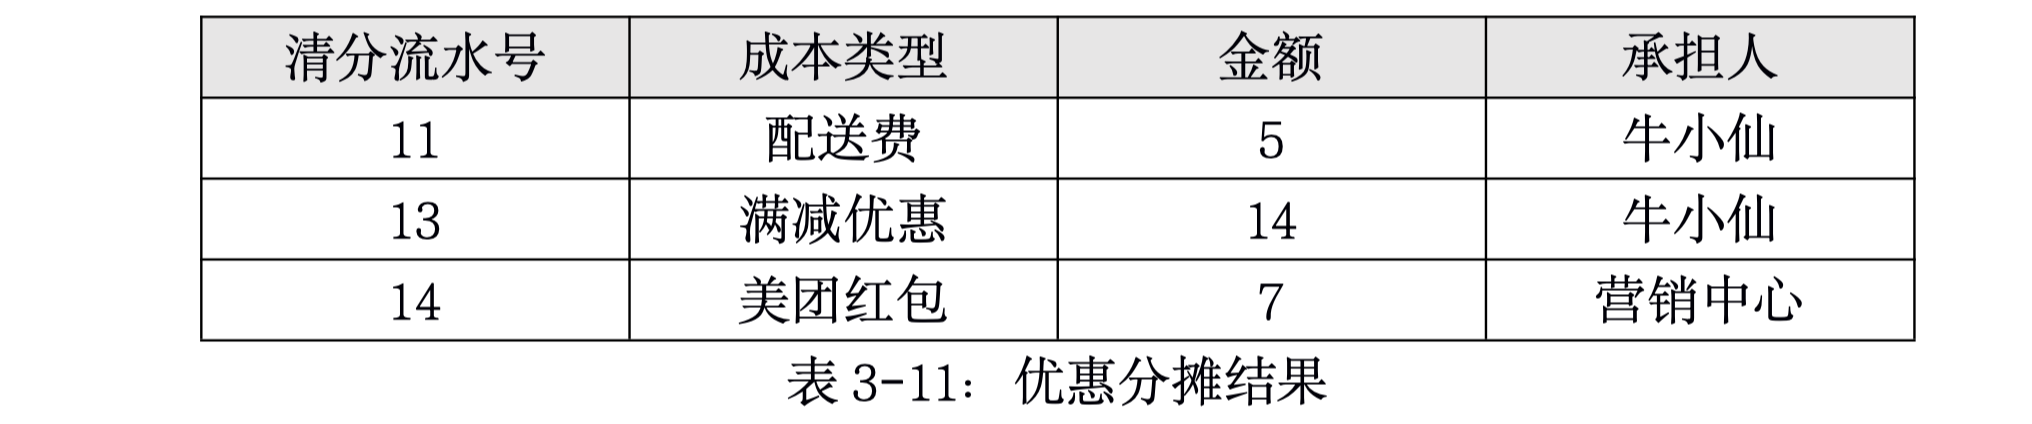 清分流水号 成本类型 金额 承担人
11 配送费 5 牛小仙
13 满减优惠 14 牛小仙
14 美团红包 7 营销中心
表 3-11：优惠分摊结果